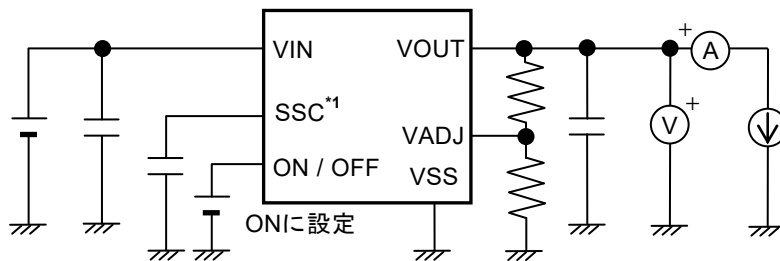 VIN
VOUT
A
SSC*1
VADJ
V
ON / OFF
VSS
ONに設定